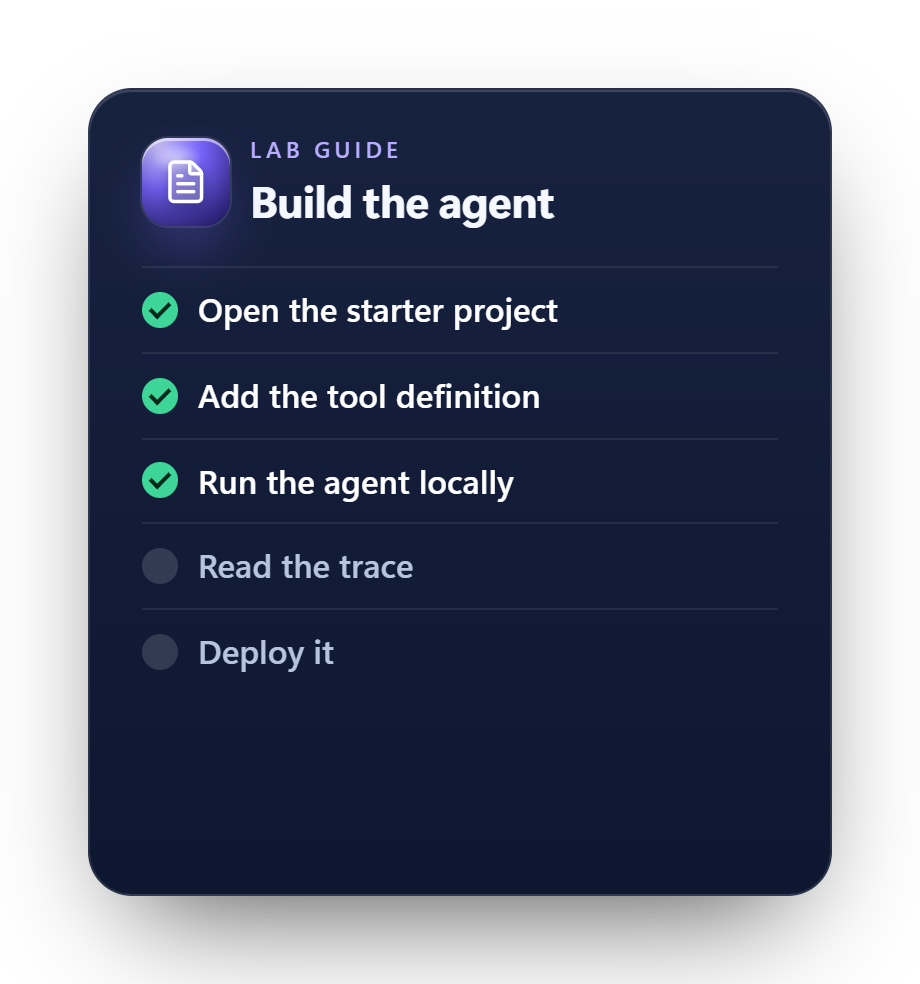 LAB GUIDE
Build the agent
Open the starter project
Add the tool definition
Run the agent locally
Read the trace
Deploy it